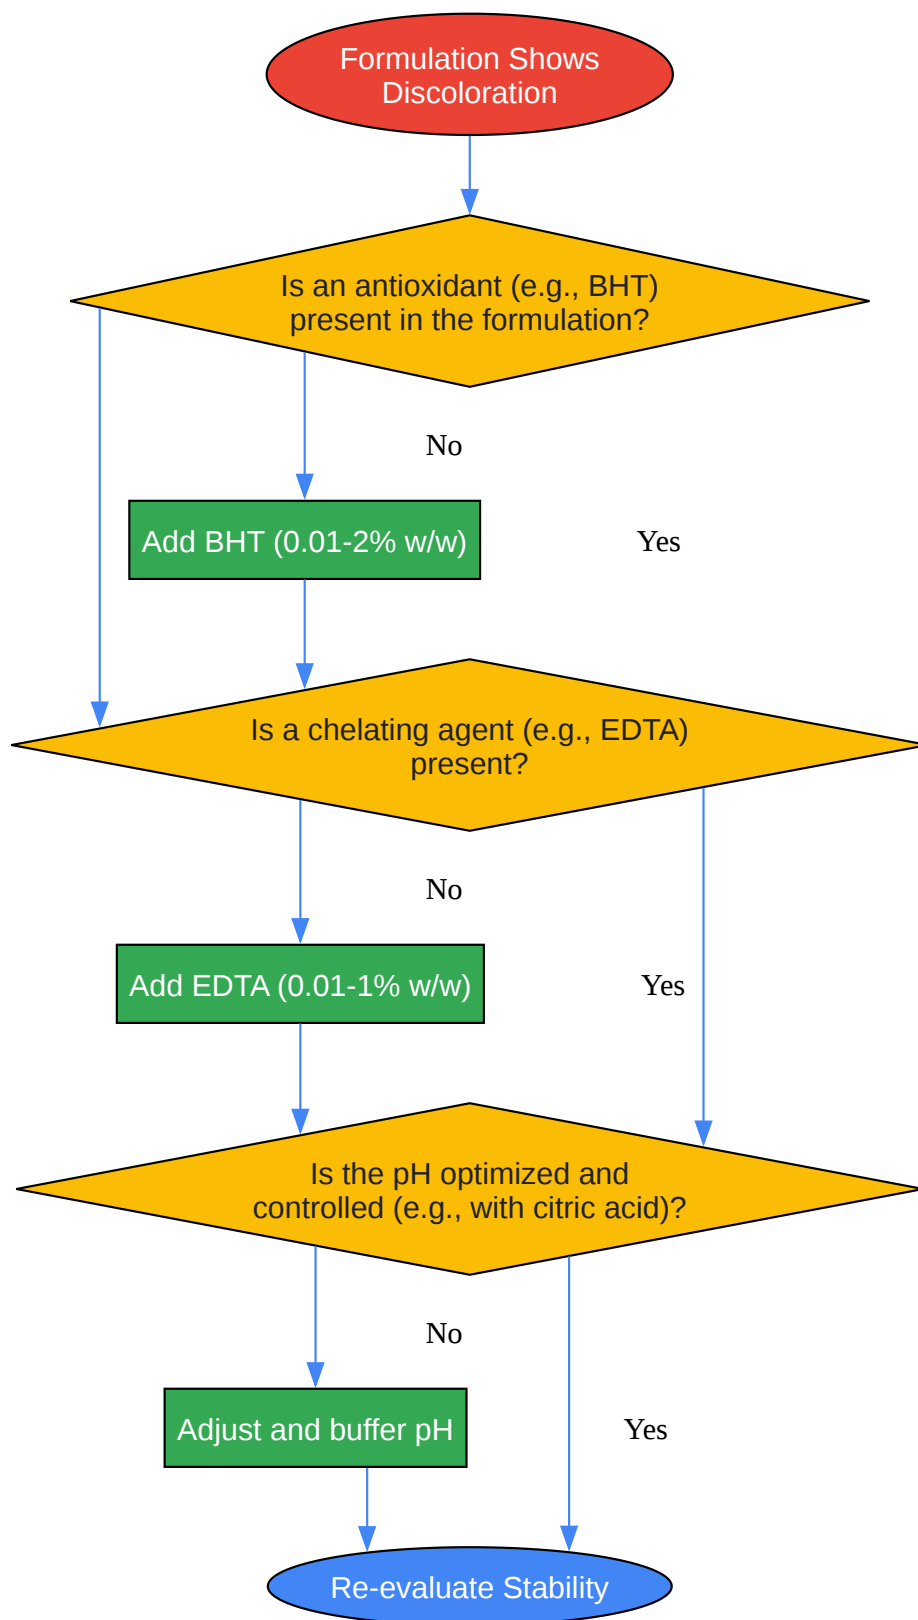 Formulation Shows
Discoloration
Is an antioxidant (e.g., BHT)
present in the formulation?
No
Add BHT (0.01-2% w/w)
Yes
Is a chelating agent (e.g., EDTA)
present?
No
Add EDTA (0.01-1% w/w)
Yes
Is the pH optimized and
controlled (e.g., with citric acid)?
No
Adjust and buffer pH
Yes
Re-evaluate Stability